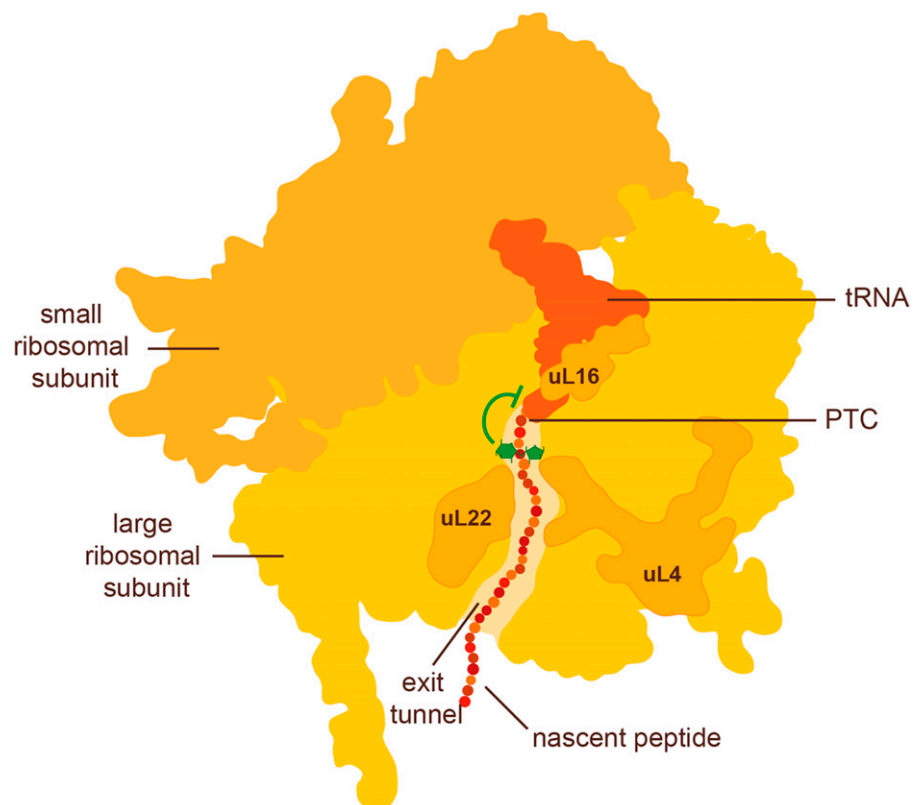 small
ribosomal
subunit
tRNA
uL16
PTC
uL22
large
ribosomal
subunit
uL4
exit
tunnel
nascent peptide